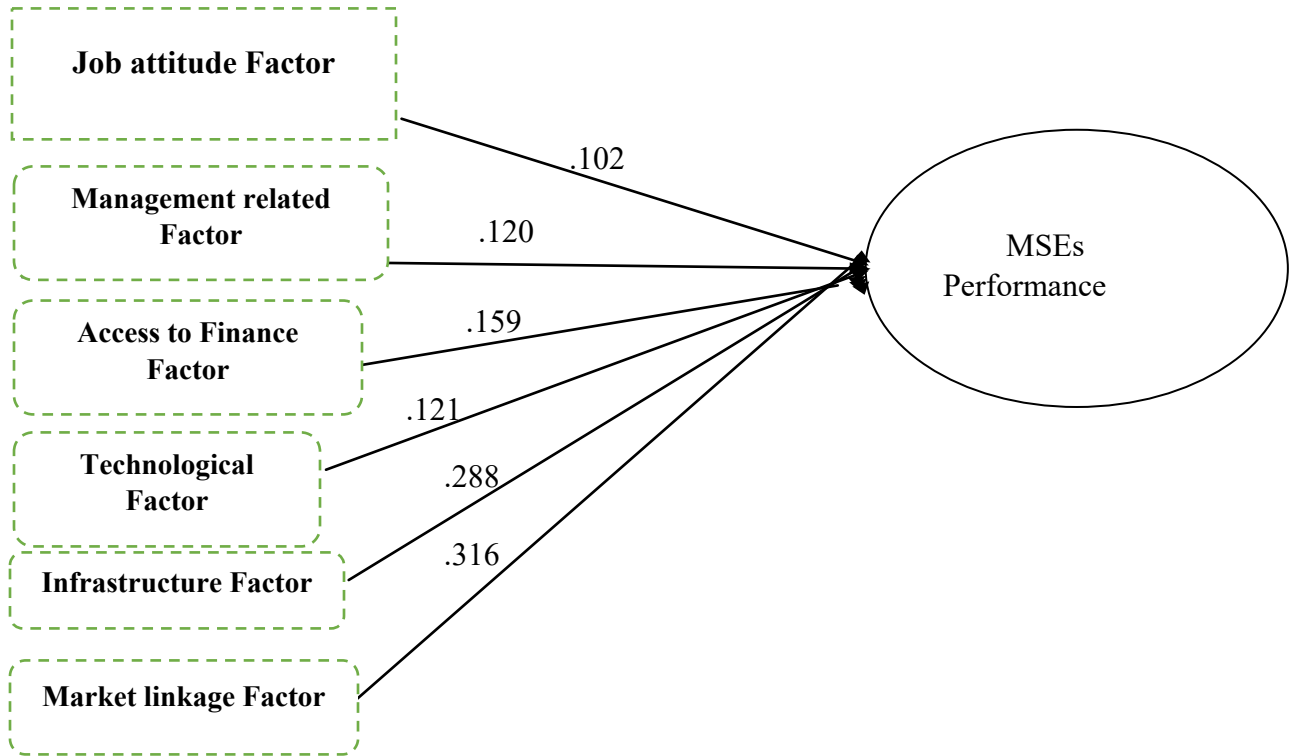 Job attitude Factor
.102
Management related
Factor
.120
MSEs
Performance
Access to Finance
Factor
.159
.121
Technological
Factor
.288
Infrastructure Factor
.316
Market linkage Factor